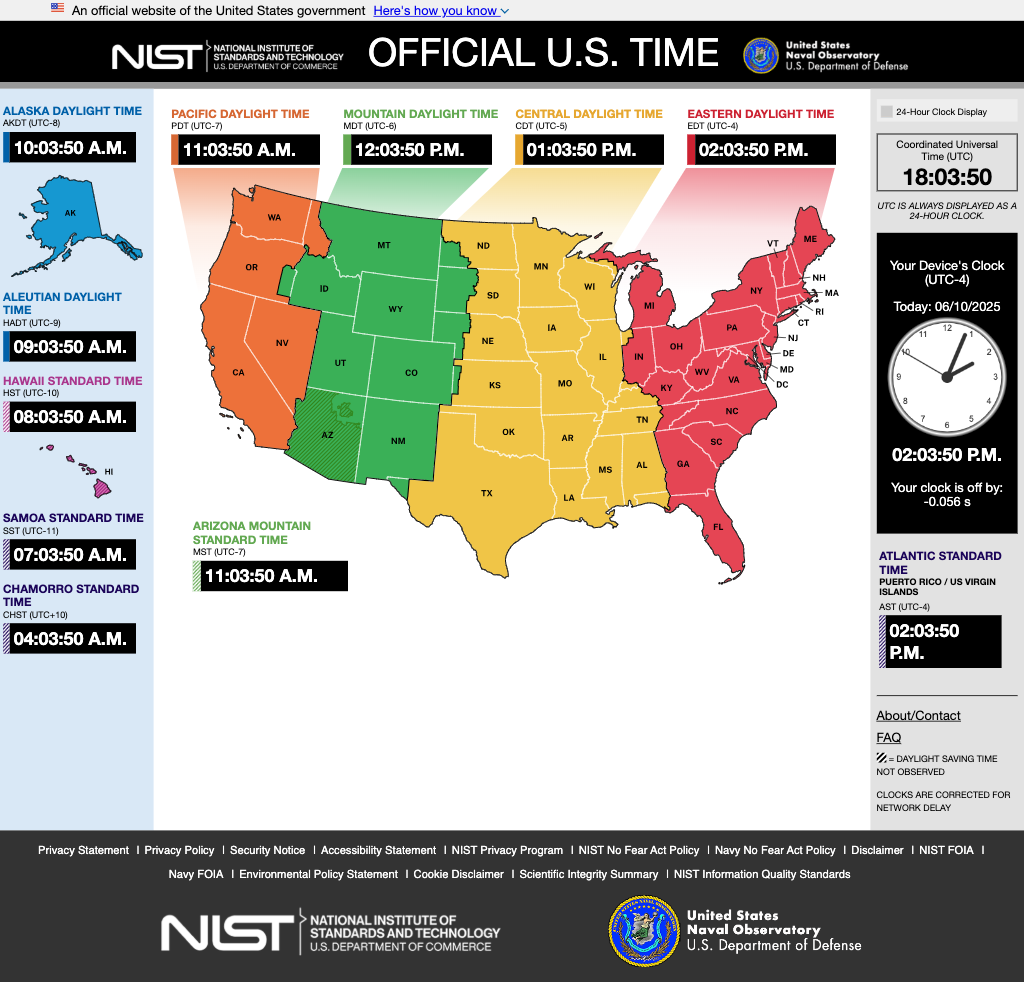 An official website of the United States government Here's how you know
NIST NATIONAL INSTITUTE OF
STANDARDS AND TECHNOLOGY
U.S. DEPARTMENT OF COMMERCE
OFFICIAL U.S. TIME
United States
Naval Observatory
U.S. Department of Defense
ALASKA DAYLIGHT TIME
AKDT (UTC-8)
10:03:50 A.M.
AK
ALEUTIAN DAYLIGHT
TIME
HADT (UTC-9)
09:03:50 A.M.
HAWAII STANDARD TIME
HST (UTC-10)
08:03:50 A.M.
HI
SAMOA STANDARD TIME
SST (UTC-11)
07:03:50 A.M.
CHAMORRO STANDARD
TIME
CHST (UTC+10)
04:03:50 A.M.
PACIFIC DAYLIGHT TIME
PDT (UTC-7)
11:03:50 A.M.
MOUNTAIN DAYLIGHT TIME
MDT (UTC-6)
12:03:50 P.M.
CENTRAL DAYLIGHT TIME
CDT (UTC-5)
01:03:50 P.M.
EASTERN DAYLIGHT TIME
EDT (UTC-4)
02:03:50 P.M.
WA
OR
CA
NV
MT
ID
WY
UT
CO
AZ
NM
ND
SD
NE
KS
OK
TX
MN
IA
MO
AR
LA
WI
IL
MS
AL
TN
MI
IN
OH
KY
WV
VA
NC
SC
GA
FL
PA
NY
VT
ME
NH
MA
RI
CT
NJ
DE
MD
DC
ARIZONA MOUNTAIN
STANDARD TIME
MST (UTC-7)
11:03:50 A.M.
24-Hour Clock Display
Coordinated Universal
Time (UTC)
18:03:50
UTC IS ALWAYS DISPLAYED AS A
24-HOUR CLOCK.
Your Device's Clock
(UTC-4)
Today: 06/10/2025
12
1
2
3
4
5
6
7
8
9
10
11
02:03:50 P.M.
Your clock is off by:
-0.056 s
ATLANTIC STANDARD
TIME
PUERTO RICO / US VIRGIN
ISLANDS
AST (UTC-4)
02:03:50
P.M.
About/Contact
FAQ
= DAYLIGHT SAVING TIME
NOT OBSERVED
CLOCKS ARE CORRECTED FOR
NETWORK DELAY
Privacy Statement | Privacy Policy | Security Notice | Accessibility Statement | NIST Privacy Program | NIST No Fear Act Policy | Navy No Fear Act Policy | Disclaimer | NIST FOIA |
Navy FOIA | Environmental Policy Statement | Cookie Disclaimer | Scientific Integrity Summary | NIST Information Quality Standards
NIST NATIONAL INSTITUTE OF
STANDARDS AND TECHNOLOGY
U.S. DEPARTMENT OF COMMERCE
United States
Naval Observatory
U.S. Department of Defense